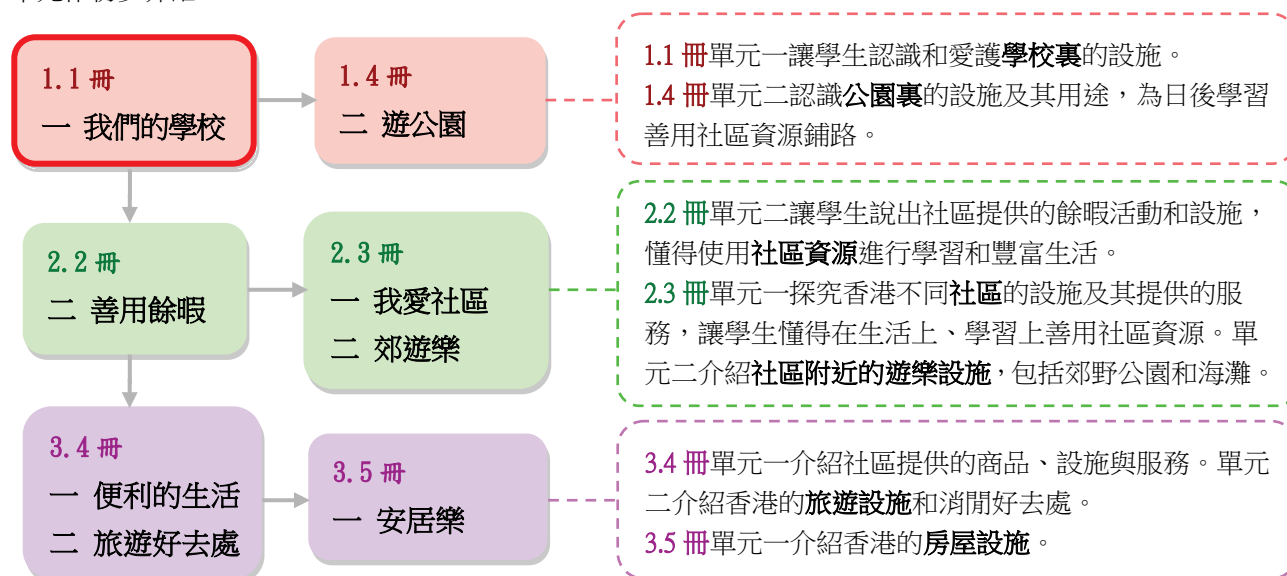 1.1 冊
一 我們的學校
1.4 冊
二 遊公園
1.1 冊單元一讓學生認識和愛護學校裏的設施。
1.4 冊單元二認識公園裏的設施及其用途，為日後學習
善用社區資源鋪路。
2.2 冊
二 善用餘暇
2.3 冊
一 我愛社區
二 郊遊樂
2.2 冊單元二讓學生說出社區提供的餘暇活動和設施，
懂得使用社區資源進行學習和豐富生活。
2.3 冊單元一探究香港不同社區的設施及其提供的服
務，讓學生懂得在生活上、學習上善用社區資源。單
元二介紹社區附近的遊樂設施，包括郊野公園和海灘。
3.4 冊
一 便利的生活
二 旅遊好去處
3.5 冊
一 安居樂
3.4 冊單元一介紹社區提供的商品、設施與服務。單元
二介紹香港的旅遊設施和消閒好去處。
3.5 冊單元一介紹香港的房屋設施。